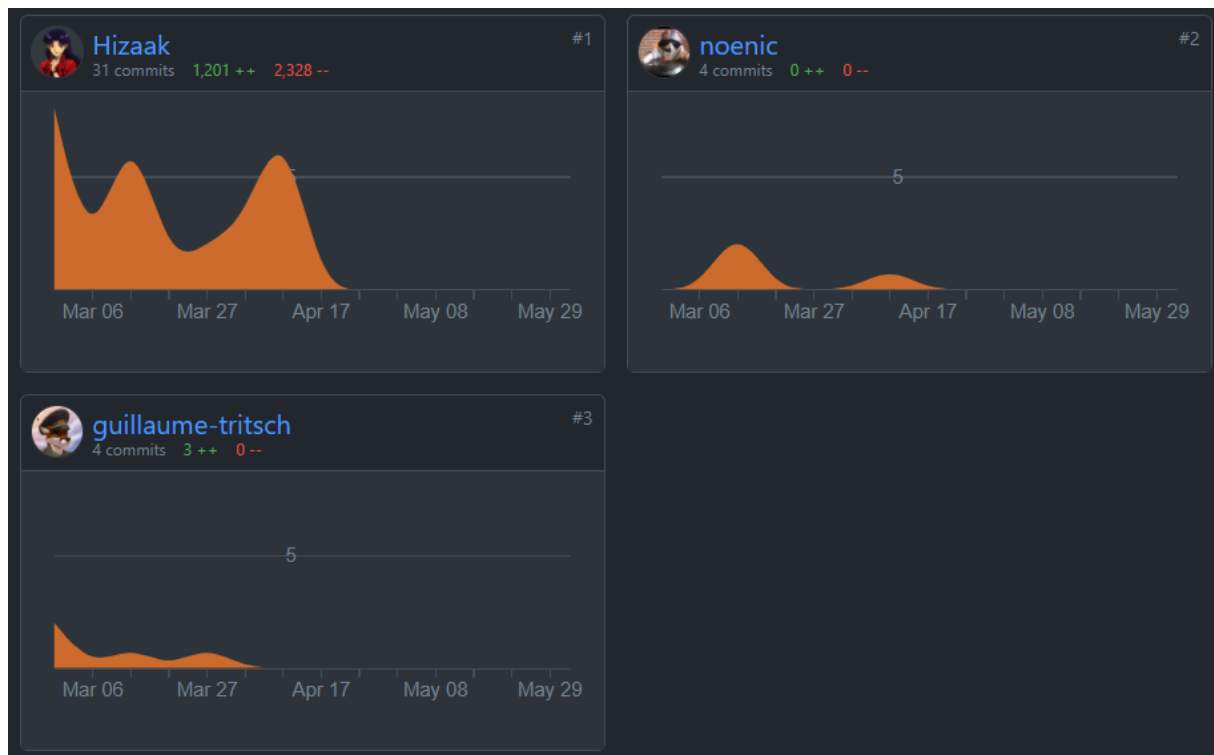 Hizaak
#1
31 commits 1,201 ++ 2,328 --
5
Mar 06 Mar 27 Apr 17 May 08 May 29
noenic
#2
4 commits 0 ++ 0 --
5
Mar 06 Mar 27 Apr 17 May 08 May 29
guillaume-tritsch
#3
4 commits 3 ++ 0 --
5
Mar 06 Mar 27 Apr 17 May 08 May 29